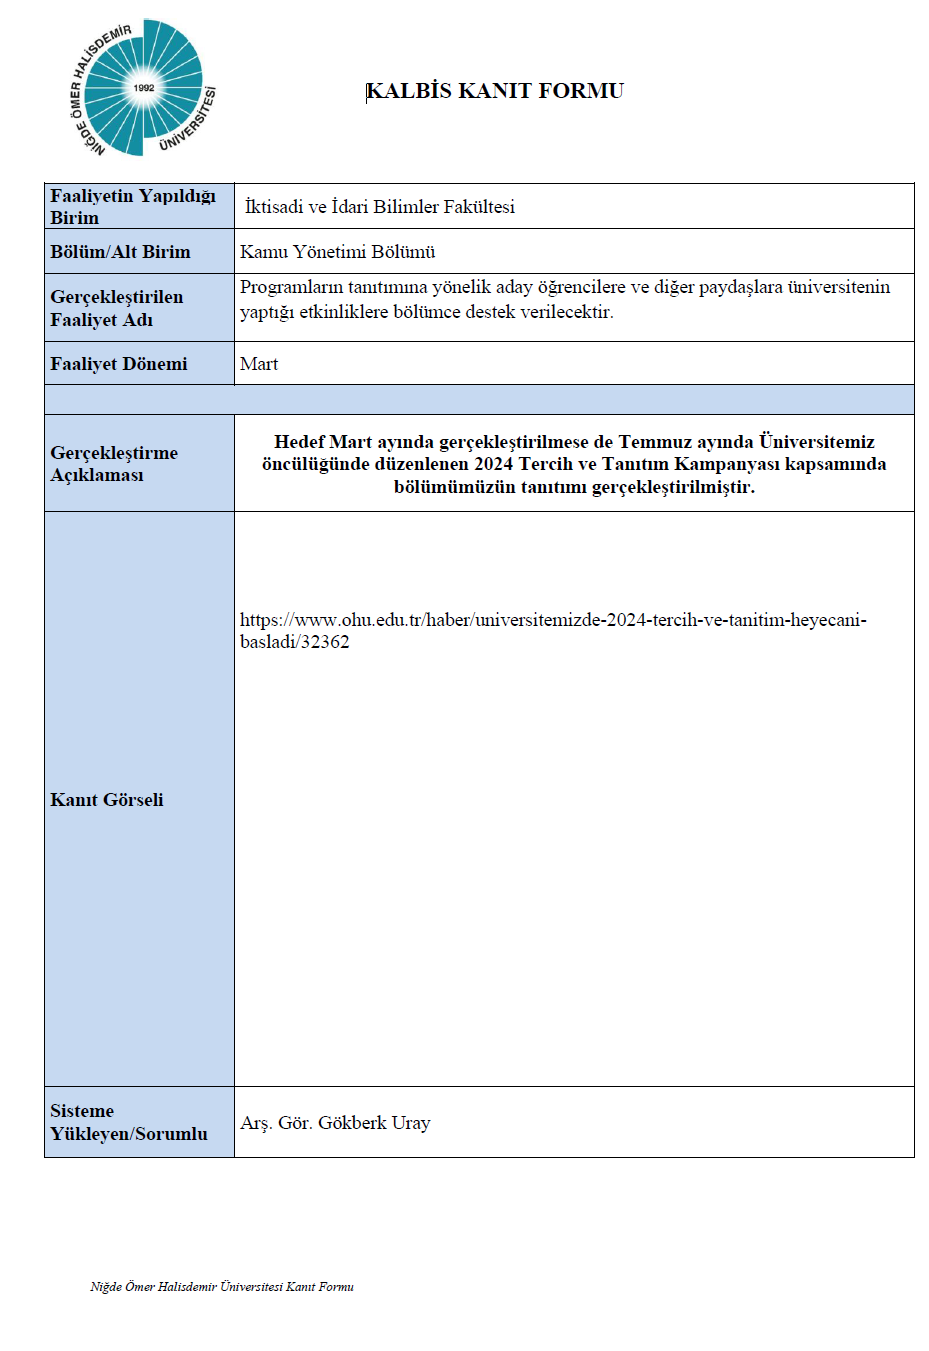 NİĞDE ÖMER HALİSDEMİR
ÜNİVERSİTESİ
1992
KALBİS KANIT FORMU
Faaliyetin Yapıldığı
Birim
İktisadi ve İdari Bilimler Fakültesi
Bölüm/Alt Birim
Kamu Yönetimi Bölümü
Gerçekleştirilen
Faaliyet Adı
Programların tanıtımına yönelik aday öğrencilere ve diğer paydaşlara üniversitenin
yaptığı etkinliklere bölümce destek verilecektir.
Faaliyet Dönemi
Mart
Gerçekleştirme
Açıklaması
Hedef Mart ayında gerçekleştirilmese de Temmuz ayında Üniversitemiz
öncülüğünde düzenlenen 2024 Tercih ve Tanıtım Kampanyası kapsamında
bölümümüzün tanıtımı gerçekleştirilmiştir.
Kanıt Görseli
https://www.ohu.edu.tr/haber/universitemizde-2024-tercih-ve-tanitim-heyecani-
basladi/32362
Sisteme
Yükleyen/Sorumlu
Arş. Gör. Gökberk Uray
Niğde Ömer Halisdemir Üniversitesi Kanıt Formu